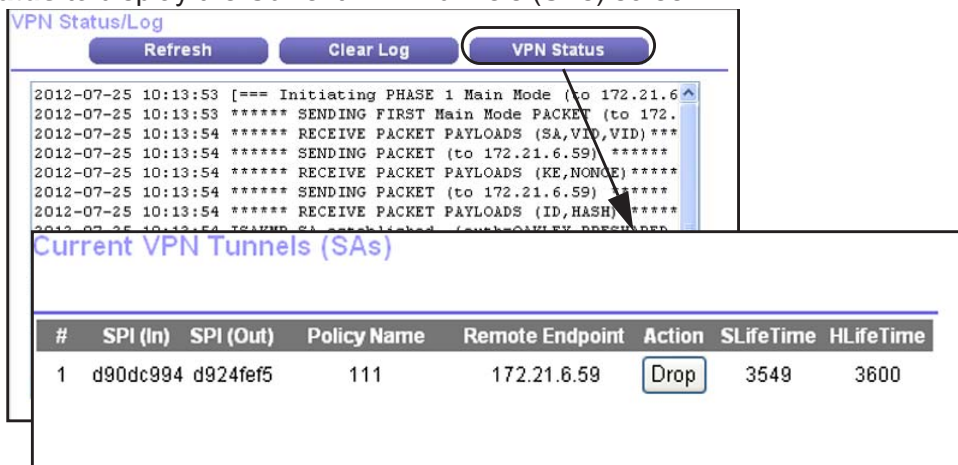 VPN Status/Log
Refresh Clear Log VPN Status
2012-07-25 10:13:53 [=== Initiating PHASE 1 Main Mode (to 172.21.6
2012-07-25 10:13:53 ****** SENDING FIRST Main Mode PACKET (to 172.
2012-07-25 10:13:54 ****** RECEIVE PACKET PAYLOADS (SA,VID,VID)***
2012-07-25 10:13:54 ****** SENDING PACKET (to 172.21.6.59) ******
2012-07-25 10:13:54 ****** RECEIVE PACKET PAYLOADS (KE,NONCE)*****
2012-07-25 10:13:54 ****** SENDING PACKET (to 172.21.6.59) ******
2012-07-25 10:13:54 ****** RECEIVE PACKET PAYLOADS (ID,HASH)******
Current VPN Tunnels (SAs)
# SPI (In) SPI (Out) Policy Name Remote Endpoint Action SLifeTime HLifeTime
1 d90dc994 d924fef5 111 172.21.6.59 Drop 3549 3600